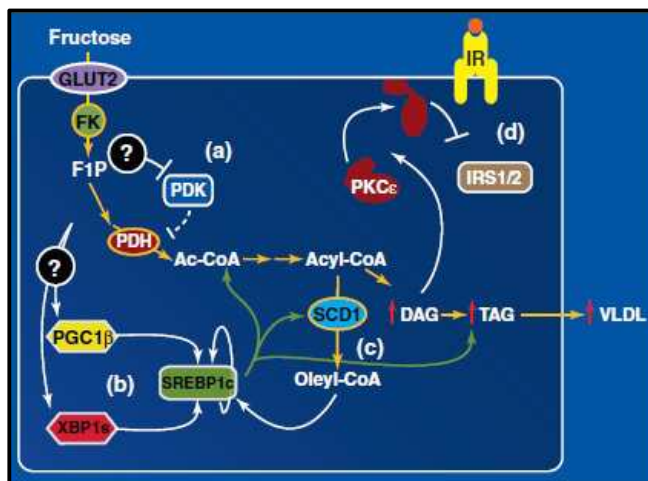 Fructose
GLUT2
IR
FK
F1P
?
(a)
PDK
(d)
PKCε
IRS1/2
PDH
Ac-CoA
Acyl-CoA
?
SCD1
DAG
TAG
VLDL
PGC1β
(c)
(b)
SREBP1c
Oleyl-CoA
XBP1s